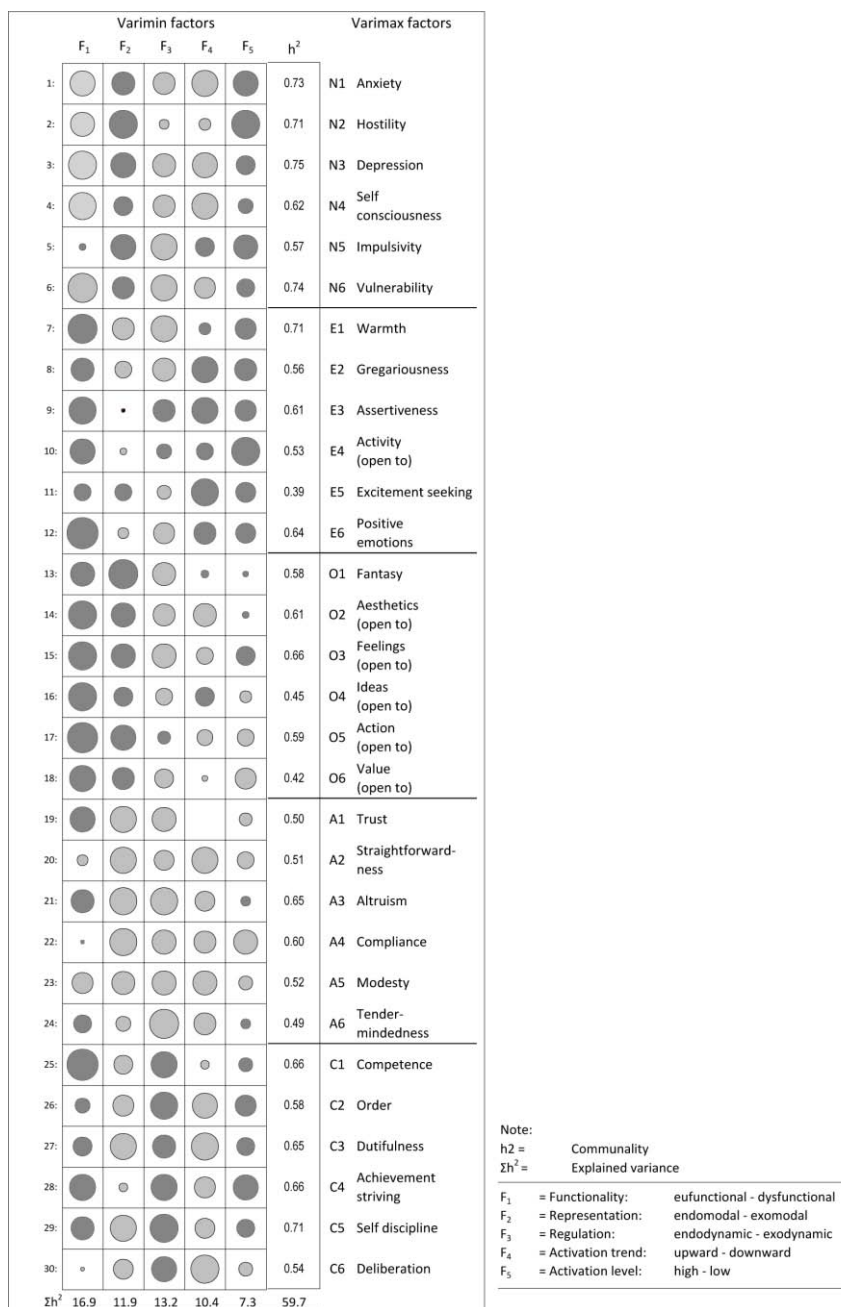 Varimin factors Varimax factors
F1 F2 F3 F4 F5 h2
1: 0.73 N1 Anxiety
2: 0.71 N2 Hostility
3: 0.75 N3 Depression
4: 0.62 N4 Self
consciousness
5: 0.57 N5 Impulsivity
6: 0.74 N6 Vulnerability
7: 0.71 E1 Warmth
8: 0.56 E2 Gregariousness
9: 0.61 E3 Assertiveness
10: 0.53 E4 Activity
(open to)
11: 0.39 E5 Excitement seeking
12: 0.64 E6 Positive
emotions
13: 0.58 O1 Fantasy
14: 0.61 O2 Aesthetics
(open to)
15: 0.66 O3 Feelings
(open to)
16: 0.45 O4 Ideas
(open to)
17: 0.59 O5 Action
(open to)
18: 0.42 O6 Value
(open to)
19: 0.50 A1 Trust
20: 0.51 A2 Straightforward-
ness
21: 0.65 A3 Altruism
22: 0.60 A4 Compliance
23: 0.52 A5 Modesty
24: 0.49 A6 Tender-
mindedness
25: 0.66 C1 Competence
26: 0.58 C2 Order
27: 0.65 C3 Dutifulness
28: 0.66 C4 Achievement
striving
29: 0.71 C5 Self discipline
30: 0.54 C6 Deliberation
Σh2 16.9 11.9 13.2 10.4 7.3 59.7
Note:
h2 = Communality
Σh2 = Explained variance
F1 = Functionality: eufunctional - dysfunctional
F2 = Representation: endomodal - exomodal
F3 = Regulation: endodynamic - exodynamic
F4 = Activation trend: upward - downward
F5 = Activation level: high - low